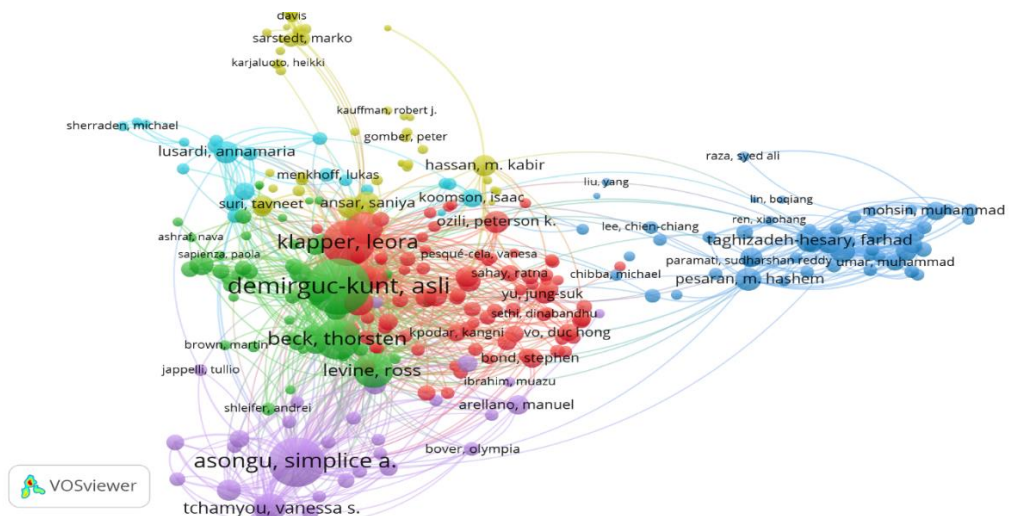 davis
sarstedt, marko
karjaluoto, heikki
kauffman, robert j.
sherraden, michael
gomber, peter
lusardi, annamaria
hassan, m. kabir
raza, syed ali
menkhoff, lukas
liu, yang
suri, tavneet
ansar, saniya
koomson, isaac
lin, boqiang
mohsin, muhammad
ozili, peterson k.
ren, xiaohang
lee, chien-chiang
ashraf, nava
klapper, leora
taghizadeh-hesary, farhad
sapienza, paola
pesqué-cela, vanesa
paramati, sudharshan reddy
umar, muhammad
sahay, ratna
chibba, michael
pesaran, m. hashem
demirguc-kunt, asli
yu, jung-suk
sethi, dinabandhu
kpodar, kangni
vo, duc hong
beck, thorsten
brown, martin
bond, stephen
jappelli, tullio
levine, ross
ibrahim, muazu
shleifer, andrei
arellano, manuel
bover, olympia
asongu, simplice a.
VOSviewer
tchamyou, vanessa s.